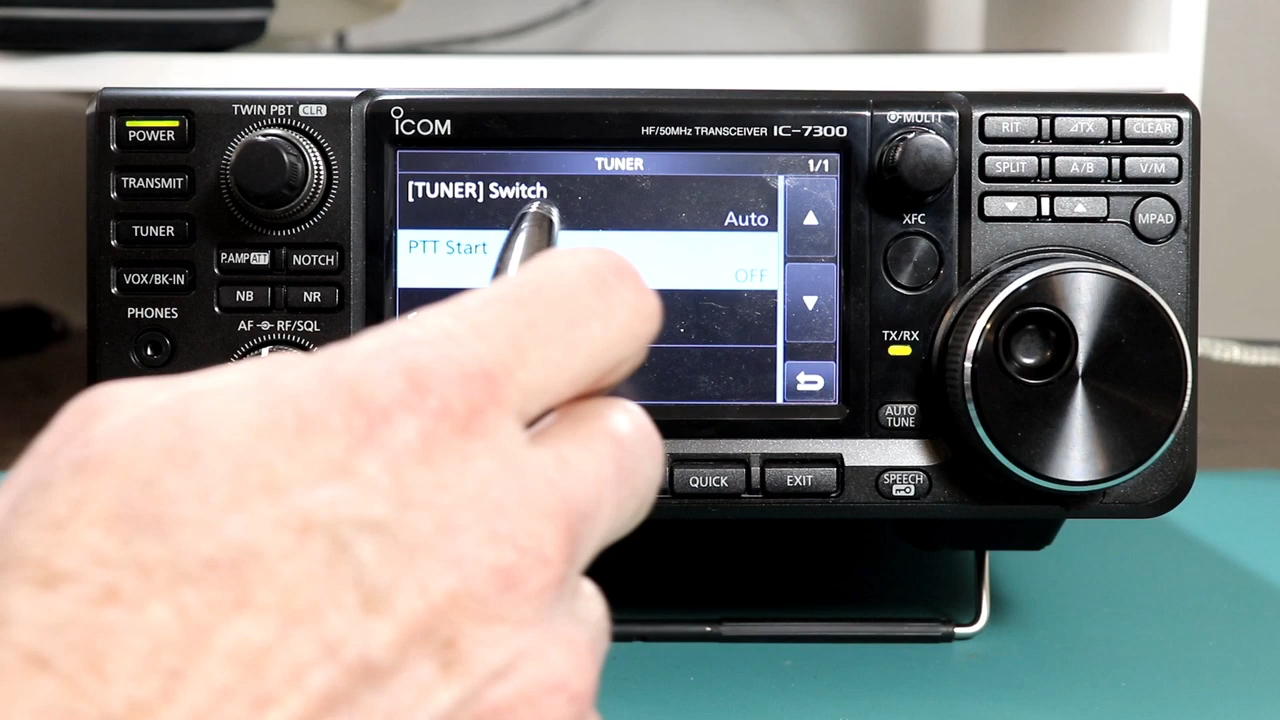 TWIN PBT CLR
POWER
TRANSMIT
TUNER
VOX/BK-IN
PHONES
P.AMP ATT
NOTCH
NB
NR
AF RF/SQL
ICOM
HF/50MHz TRANSCEIVER IC-7300
TUNER 1/1
[TUNER] Switch
Auto
PTT Start
OFF
QUICK
EXIT
MULTI
XFC
TX/RX
AUTO
TUNE
SPEECH
RIT
ΔTX
CLEAR
SPLIT
A/B
V/M
MPAD